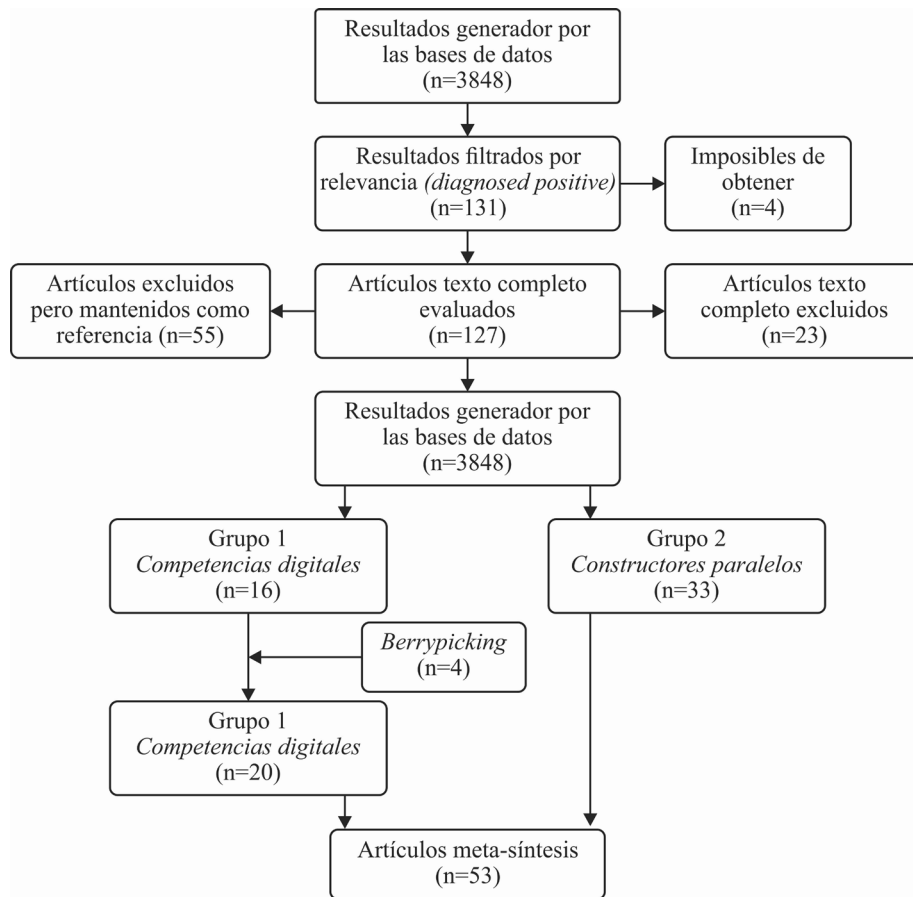 Resultados generador por
las bases de datos
(n=3848)
Resultados filtrados por
relevancia (diagnosed positive)
(n=131)
Imposibles de
obtener
(n=4)
Artículos excluidos
pero mantenidos como
referencia (n=55)
Artículos texto completo
evaluados
(n=127)
Artículos texto
completo excluidos
(n=23)
Resultados generador por
las bases de datos
(n=3848)
Grupo 1
Competencias digitales
(n=16)
Grupo 2
Constructores paralelos
(n=33)
Berrypicking
(n=4)
Grupo 1
Competencias digitales
(n=20)
Artículos meta-síntesis
(n=53)